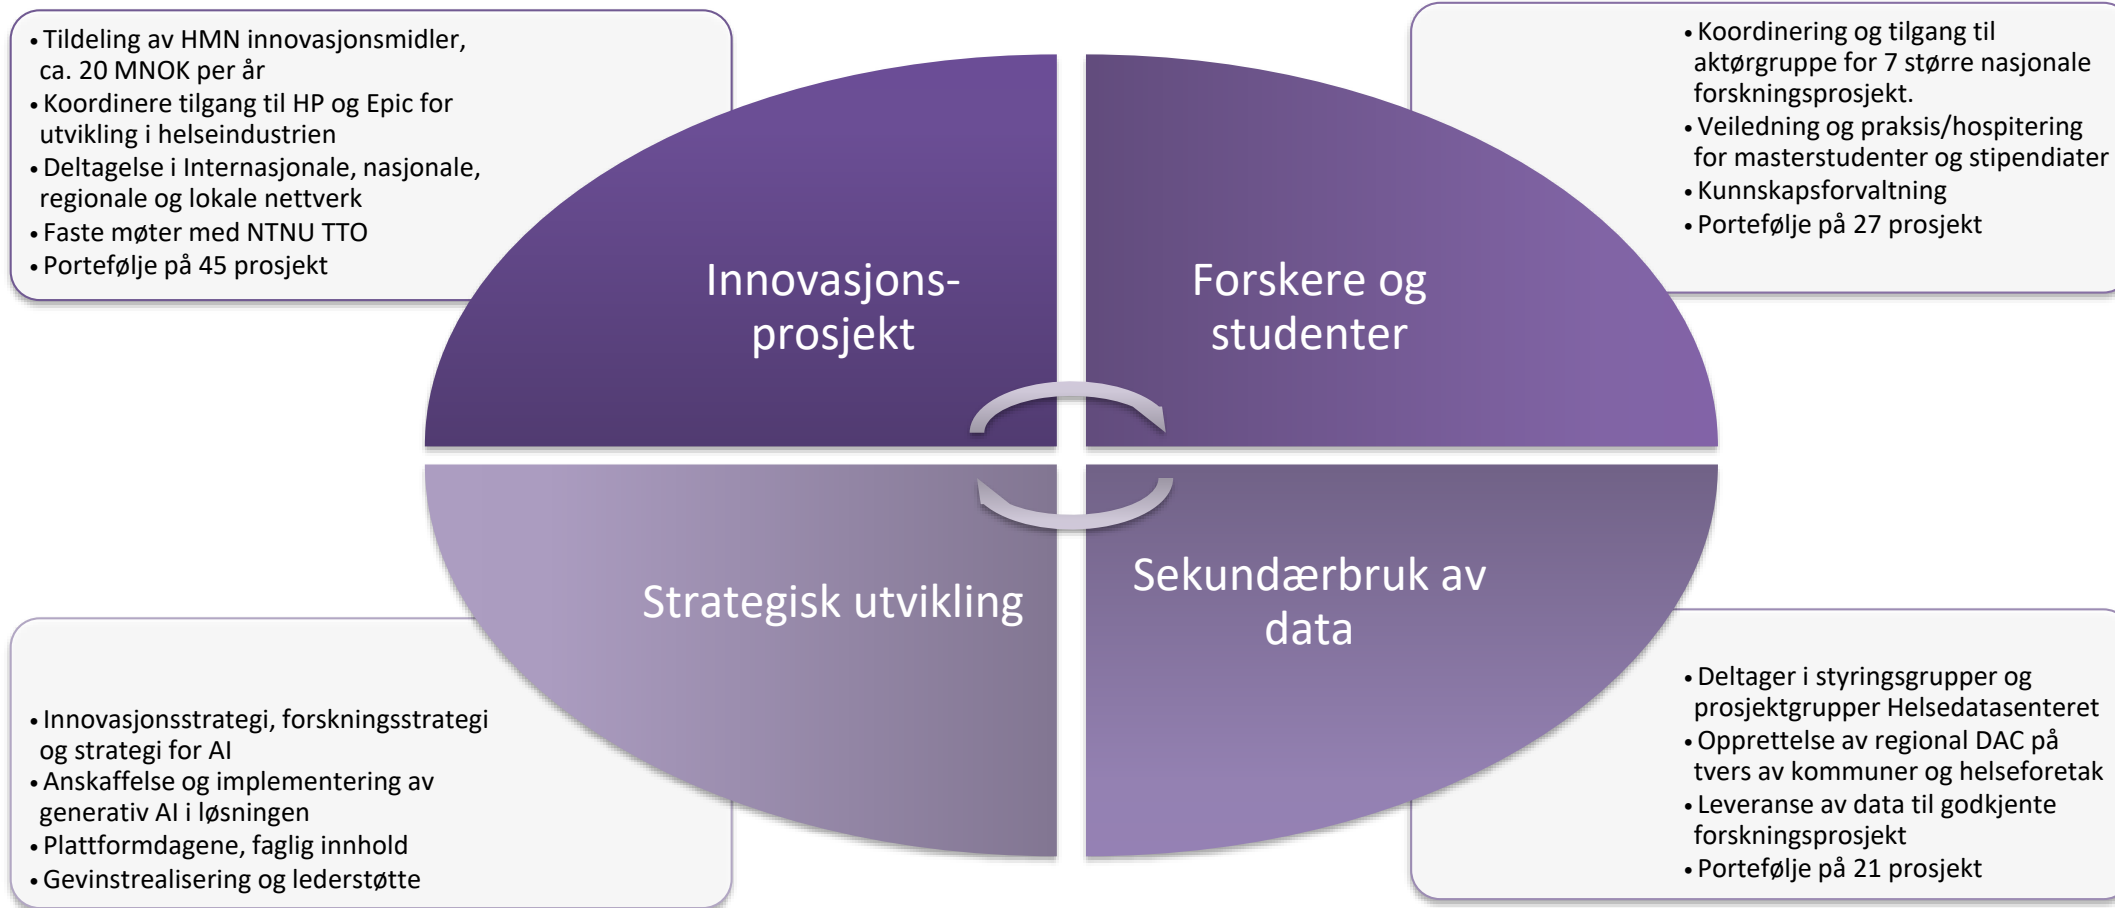 • Tildeling av HMN innovasjonsmidler,
ca. 20 MNOK per år
• Koordinere tilgang til HP og Epic for
utvikling i helseindustrien
• Deltagelse i Internasjonale, nasjonale,
regionale og lokale nettverk
• Faste møter med NTNU TTO
• Portefølje på 45 prosjekt
• Koordinering og tilgang til
aktørgruppe for 7 større nasjonale
forskningsprosjekt.
• Veiledning og praksis/hospitering
for masterstudenter og stipendiater
• Kunnskapsforvaltning
• Portefølje på 27 prosjekt
Innovasjons-
prosjekt
Forskere og
studenter
Strategisk utvikling
Sekundærbruk av
data
• Innovasjonsstrategi, forskningsstrategi
og strategi for AI
• Anskaffelse og implementering av
generativ AI i løsningen
• Plattformdagene, faglig innhold
• Gevinstrealisering og lederstøtte
• Deltager i styringsgrupper og
prosjektgrupper Helsedatasenteret
• Opprettelse av regional DAC på
tvers av kommuner og helseforetak
• Leveranse av data til godkjente
forskningsprosjekt
• Portefølje på 21 prosjekt